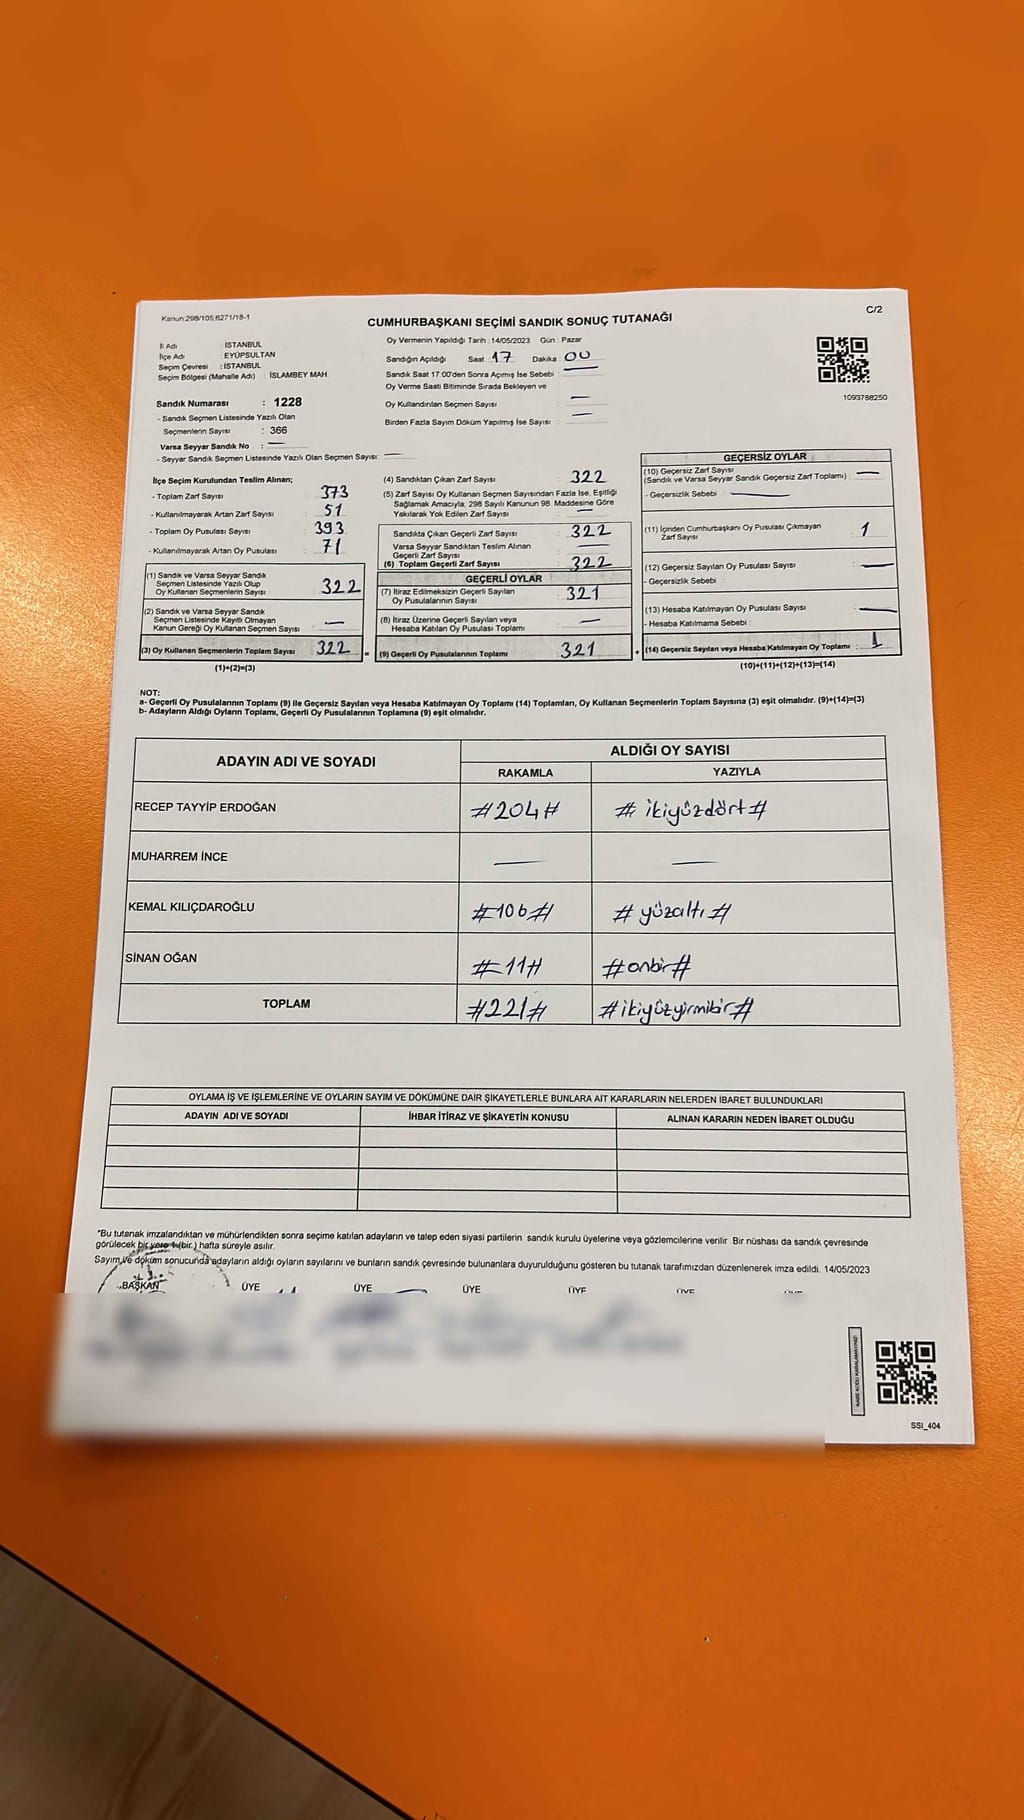 Kanun:298/105,6271/18-1
C/2
CUMHURBAŞKANI SEÇİMİ SANDIK SONUÇ TUTANAĞI
İl Adı : İSTANBUL
İlçe Adı : EYÜPSULTAN
Seçim Çevresi : İSTANBUL
Seçim Bölgesi (Mahalle Adı) : İSLAMBEY MAH.
Sandık Numarası : 1228
- Sandık Seçmen Listesinde Yazılı Olan
Seçmenlerin Sayısı : 366
Varsa Seyyar Sandık No : —
- Seyyar Sandık Seçmen Listesinde Yazılı Olan Seçmen Sayısı: —
Oy Vermenin Yapıldığı Tarih : 14/05/2023 Gün : Pazar
Sandığın Açıldığı Saat 17 Dakika 00
Sandık Saat 17:00'den Sonra Açımış İse Sebebi : —
Oy Verme Saati Bitiminde Sırada Bekleyen ve
Oy Kullandırılan Seçmen Sayısı : —
Birden Fazla Sayım Döküm Yapılmış İse Sayısı : —
1093788250
İlçe Seçim Kurulundan Teslim Alınan;
- Toplam Zarf Sayısı : 373
- Kullanılmayarak Artan Zarf Sayısı : 51
- Toplam Oy Pusulası Sayısı : 393
- Kullanılmayarak Artan Oy Pusulası : 71
(1) Sandık ve Varsa Seyyar Sandık
Seçmen Listesinde Yazılı Olup
Oy Kullanan Seçmenlerin Sayısı : 322
(2) Sandık ve Varsa Seyyar Sandık
Seçmen Listesinde Kayıtlı Olmayan
Kanun Gereği Oy Kullanan Seçmen Sayısı : —
(3) Oy Kullanan Seçmenlerin Toplam Sayısı : 322
(1)+(2)=(3)
(4) Sandıktan Çıkan Zarf Sayısı : 322
(5) Zarf Sayısı Oy Kullanan Seçmen Sayısından Fazla İse, Eşitliği
Sağlamak Amacıyla, 298 Sayılı Kanunun 98. Maddesine Göre
Yakılarak Yok Edilen Zarf Sayısı : —
Sandıkta Çıkan Geçerli Zarf Sayısı : 322
Varsa Seyyar Sandıktan Teslim Alınan
Geçerli Zarf Sayısı : —
(6) Toplam Geçerli Zarf Sayısı : 322
GEÇERLİ OYLAR
(7) İtiraz Edilmeksizin Geçerli Sayılan
Oy Pusulalarının Sayısı : 321
(8) İtiraz Üzerine Geçerli Sayılan veya
Hesaba Katılan Oy Pusulası Toplamı : —
(9) Geçerli Oy Pusulalarının Toplamı : 321
GEÇERSİZ OYLAR
(10) Geçersiz Zarf Sayısı
(Sandık ve Varsa Seyyar Sandık Geçersiz Zarf Toplamı) : —
- Geçersizlik Sebebi : —
(11) İçinden Cumhurbaşkanı Oy Pusulası Çıkmayan
Zarf Sayısı : 1
(12) Geçersiz Sayılan Oy Pusulası Sayısı : —
- Geçersizlik Sebebi :
(13) Hesaba Katılmayan Oy Pusulası Sayısı : —
- Hesaba Katılmama Sebebi :
(14) Geçersiz Sayılan veya Hesaba Katılmayan Oy Toplamı : 1
(10)+(11)+(12)+(13)=(14)
NOT:
a- Geçerli Oy Pusulalarının Toplamı (9) ile Geçersiz Sayılan veya Hesaba Katılmayan Oy Toplamı (14) Toplamları, Oy Kullanan Seçmenlerin Toplam Sayısına (3) eşit olmalıdır. (9)+(14)=(3)
b- Adayların Aldığı Oyların Toplamı, Geçerli Oy Pusulalarının Toplamına (9) eşit olmalıdır.
ADAYIN ADI VE SOYADI ALDIĞI OY SAYISI
RAKAMLA YAZIYLA
RECEP TAYYİP ERDOĞAN #204# # ikiyüzdört #
MUHARREM İNCE — —
KEMAL KILIÇDAROĞLU #106# # yüzaltı #
SİNAN OĞAN #11# #onbir#
TOPLAM #221# #ikiyüzyirmibir#
OYLAMA İŞ VE İŞLEMLERİNE VE OYLARIN SAYIM VE DÖKÜMÜNE DAİR ŞİKAYETLERLE BUNLARA AİT KARARLARIN NELERDEN İBARET BULUNDUKLARI
ADAYIN ADI VE SOYADI İHBAR İTİRAZ VE ŞİKAYETİN KONUSU ALINAN KARARIN NEDEN İBARET OLDUĞU
*Bu tutanak imzalandıktan ve mühürlendikten sonra seçime katılan adayların ve talep eden siyasi partilerin sandık kurulu üyelerine veya gözlemcilerine verilir. Bir nüshası da sandık çevresinde
görülecek bir yere 1(bir.) hafta süreyle asılır.
Sayım ve döküm sonucunda adayların aldığı oyların sayılarını ve bunların sandık çevresinde bulunanlara duyurulduğunu gösteren bu tutanak tarafımızdan düzenlenerek imza edildi. 14/05/2023
BAŞKAN ÜYE ÜYE ÜYE ÜYE ÜYE ÜYE
SSI_404